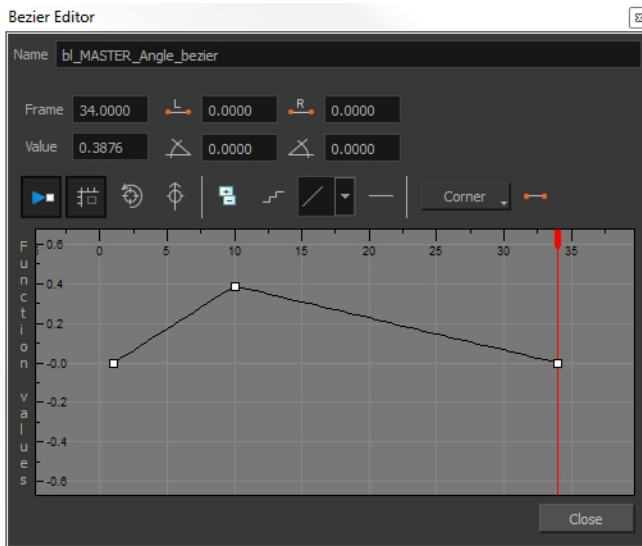 Bezier Editor
Name bl_MASTER_Angle_bezier
Frame 34.0000 L 0.0000 R 0.0000
Value 0.3876 0.0000 0.0000
Corner
Function values
0 5 10 15 20 25 30 35
0.6
0.4
0.2
-0.0
-0.2
-0.4
-0.6
Close